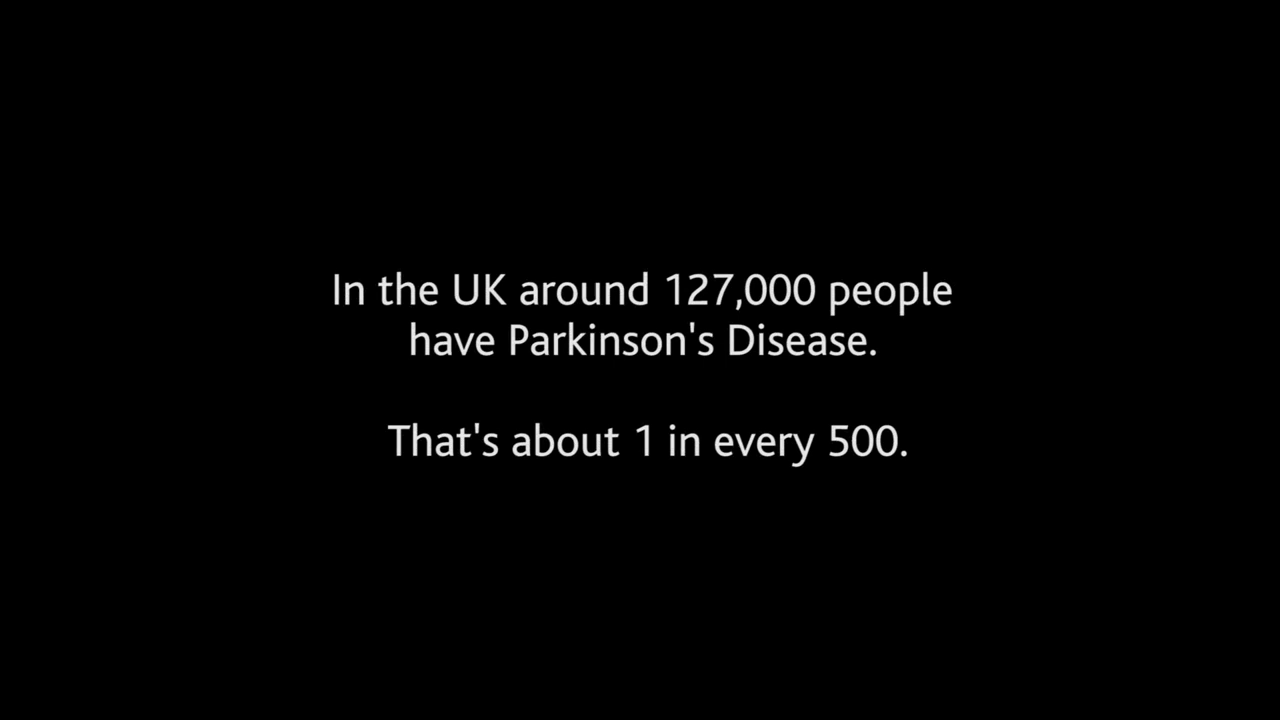 In the UK around 127,000 people
have Parkinson's Disease.
That's about 1 in every 500.